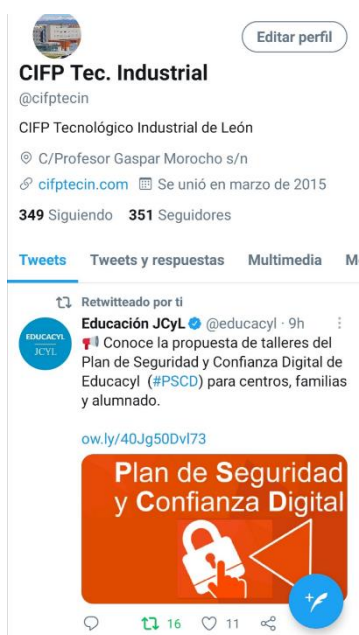 Editar perfil
CIFP Tec. Industrial
@cifptecin
CIFP Tecnológico Industrial de León
C/Profesor Gaspar Morocho s/n
cifptecin.com Se unió en marzo de 2015
349 Siguiendo 351 Seguidores
Tweets Tweets y respuestas Multimedia M
Retwitteado por ti
EDUCACYL
JCYL
Educación JCyL @educacyl · 9h
Conoce la propuesta de talleres del
Plan de Seguridad y Confianza Digital de
Educacyl (#PSCD) para centros, familias
y alumnado.
ow.ly/40Jg50Dvl73
Plan de Seguridad
y Confianza Digital
16 11